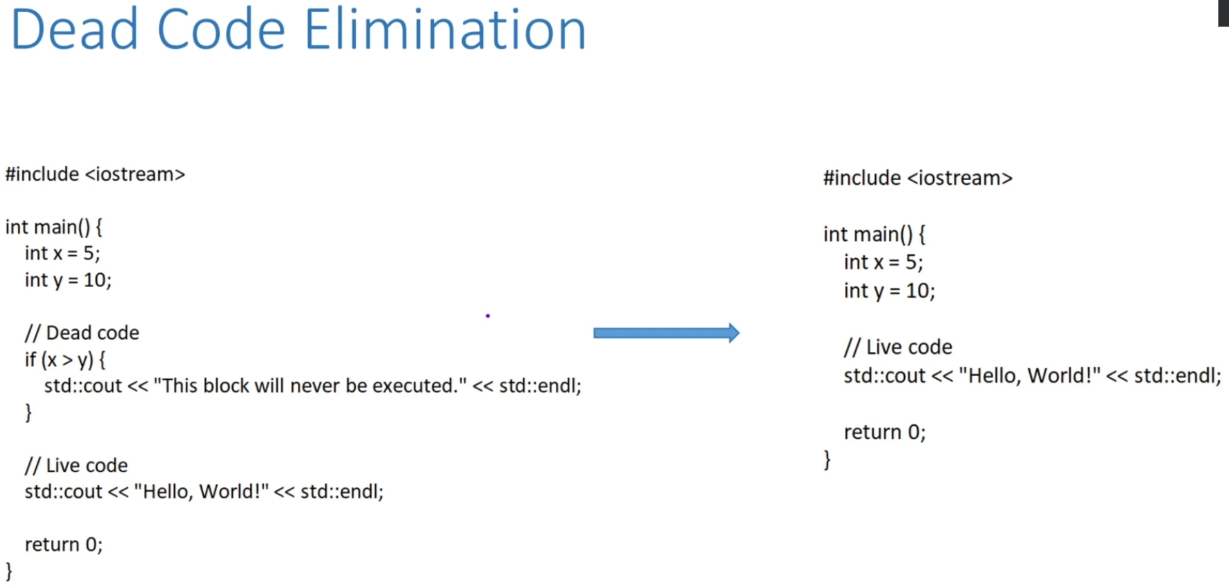 Dead Code Elimination
#include <iostream>
int main() {
int x = 5;
int y = 10;
// Dead code
if (x > y) {
std::cout << "This block will never be executed." << std::endl;
}
// Live code
std::cout << "Hello, World!" << std::endl;
return 0;
}
#include <iostream>
int main() {
int x = 5;
int y = 10;
// Live code
std::cout << "Hello, World!" << std::endl;
return 0;
}